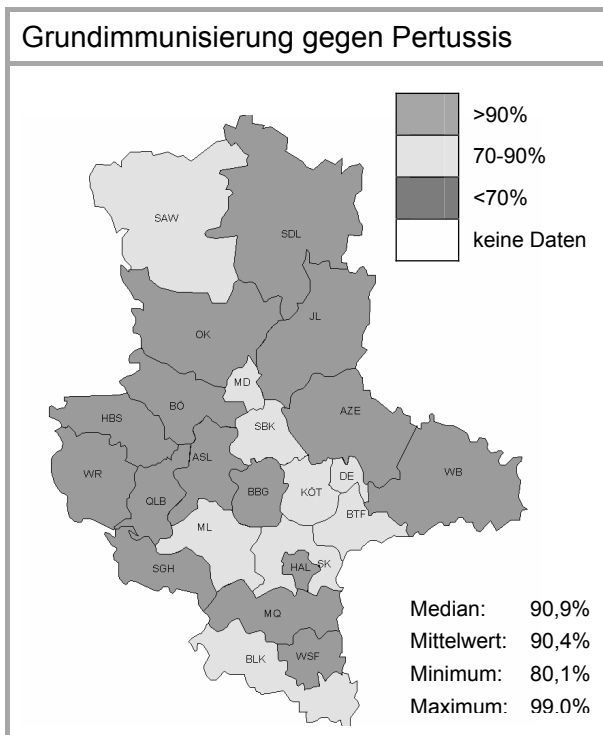 Grundimmunisierung gegen Pertussis
>90%
70-90%
<70%
keine Daten
SAW
SDL
OK
JL
MD
BÖ
HBS
SBK
AZE
WR
ASL
QLB
BBG
KÖT
DE
WB
BTF
ML
SGH
HAL
SK
MQ
BLK
WSF
Median: 90,9%
Mittelwert: 90,4%
Minimum: 80,1%
Maximum: 99,0%